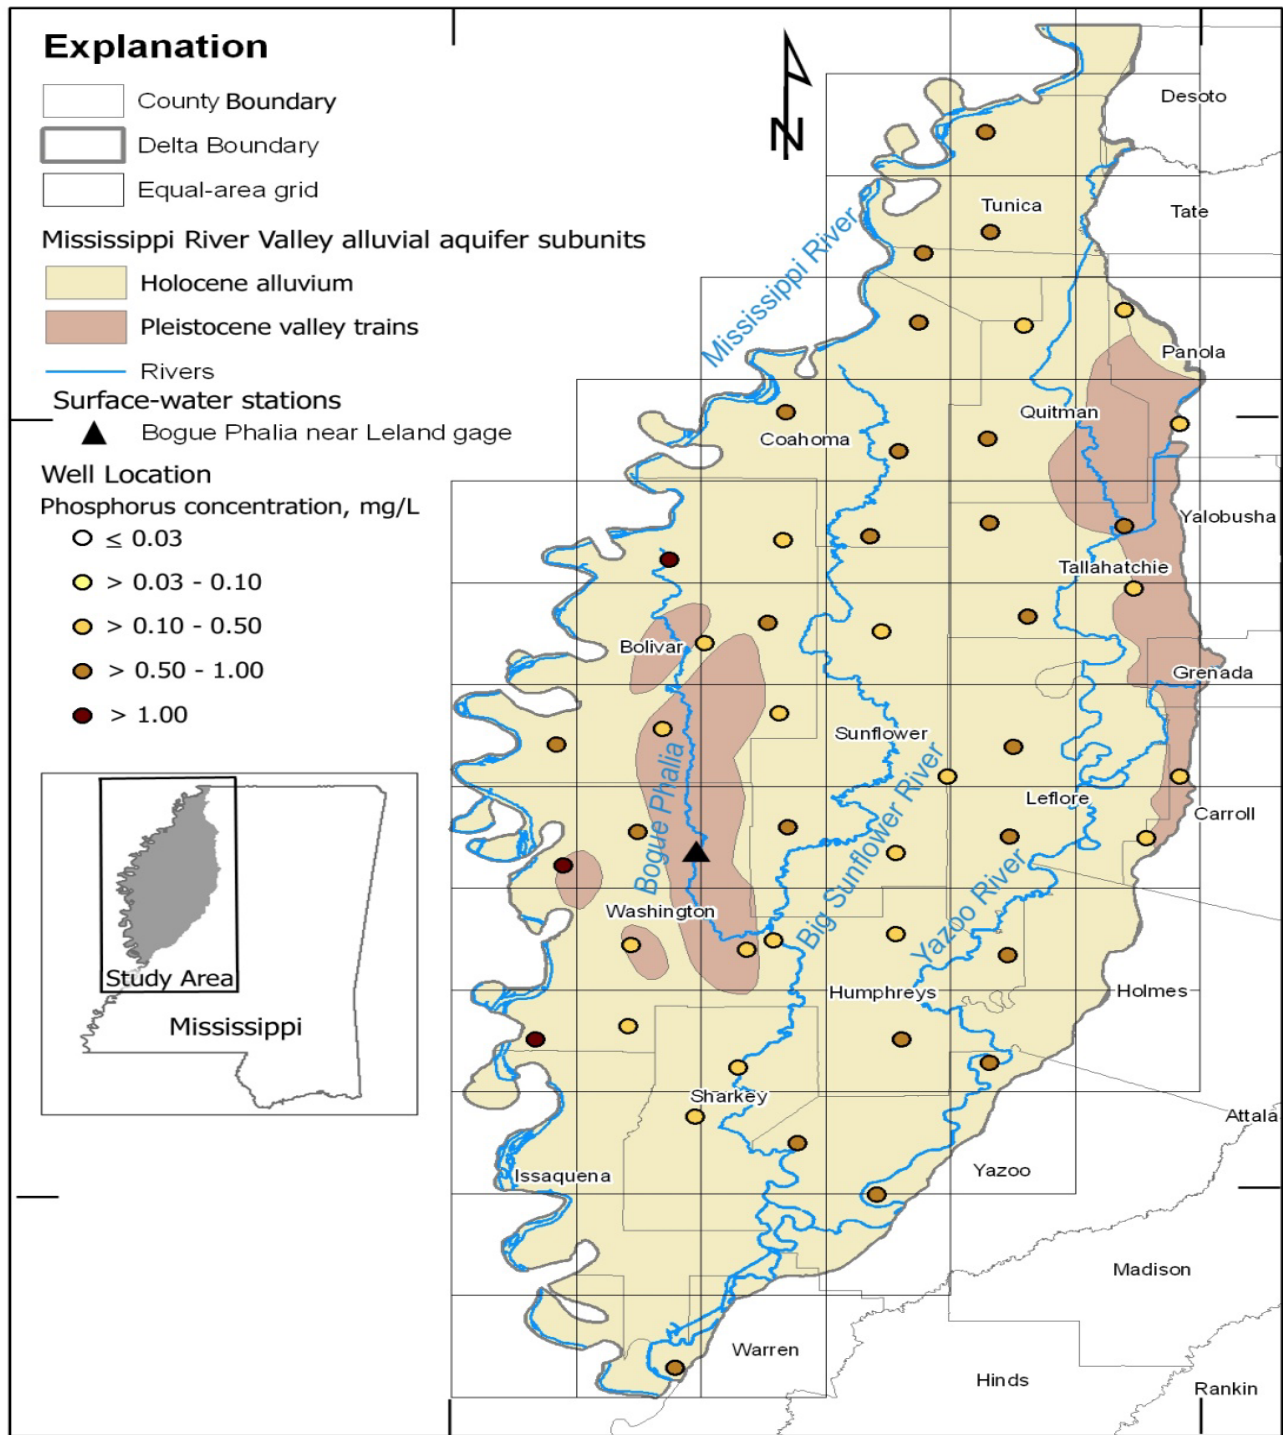 Explanation
County Boundary
Delta Boundary
Equal-area grid
Mississippi River Valley alluvial aquifer subunits
Holocene alluvium
Pleistocene valley trains
Rivers
Surface-water stations
Bogue Phalia near Leland gage
Well Location
Phosphorus concentration, mg/L
≤ 0.03
> 0.03 - 0.10
> 0.10 - 0.50
> 0.50 - 1.00
> 1.00
Study Area
Mississippi
N
Desoto
Tunica
Tate
Mississippi River
Panola
Quitman
Coahoma
Yalobusha
Tallahatchie
Bolivar
Grenada
Sunflower
Bogue Phalia
Big Sunflower River
Leflore
Carroll
Yazoo River
Washington
Humphreys
Holmes
Sharkey
Attala
Issaquena
Yazoo
Madison
Warren
Hinds
Rankin